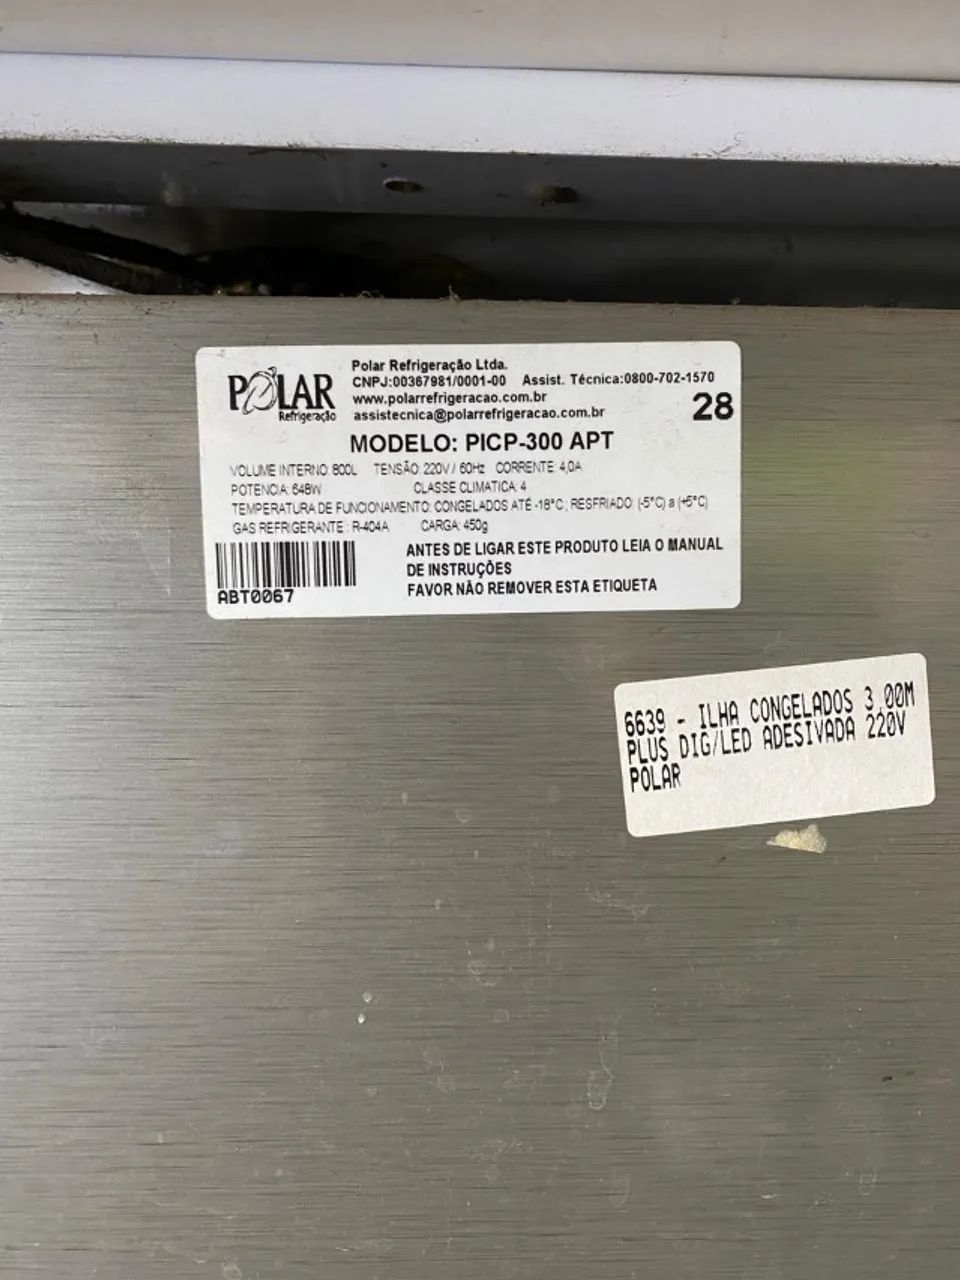 POLAR
Refrigeração
Polar Refrigeração Ltda.
CNPJ:00367981/0001-00 Assist. Técnica:0800-702-1570
www.polarrefrigeracao.com.br
assistecnica@polarrefrigeracao.com.br
28
MODELO: PICP-300 APT
VOLUME INTERNO: 800L TENSÃO: 220V / 60Hz CORRENTE: 4,0A
POTENCIA: 648W CLASSE CLIMATICA: 4
TEMPERATURA DE FUNCIONAMENTO: CONGELADOS ATÉ -18°C ; RESFRIADO: (-5°C) a (+5°C)
GAS REFRIGERANTE : R-404A CARGA: 450g
ANTES DE LIGAR ESTE PRODUTO LEIA O MANUAL
DE INSTRUÇÕES
FAVOR NÃO REMOVER ESTA ETIQUETA
ABT0067
6639 - ILHA CONGELADOS 3,00M
PLUS DIG/LED ADESIVADA 220V
POLAR